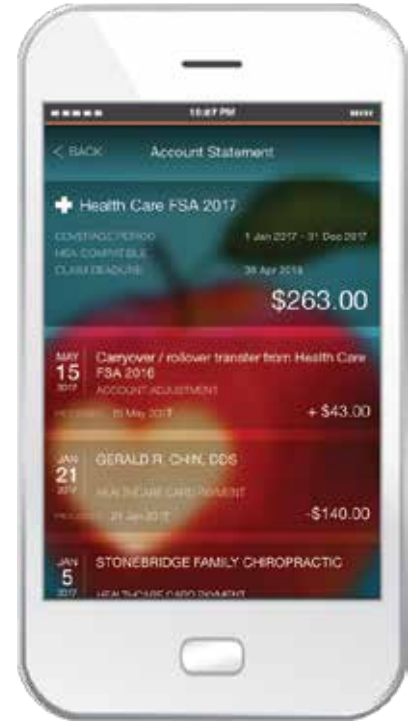 10:07 PM
< BACK Account Statement
Health Care FSA 2017
COVERAGE PERIOD 1 Jan 2017 - 31 Dec 2017
HSA COMPATIBLE
CLAIM DEADLINE 30 Apr 2018
$263.00
MAY 15 2017
Carryover / rollover transfer from Health Care
FSA 2016
ACCOUNT ADJUSTMENT
15 May 2017 + $43.00
JAN 21 2017
GERALD R. CHIN, DDS
HEALTHCARE CARD PAYMENT
21 Jan 2017 -$140.00
JAN 5 2017
STONEBRIDGE FAMILY CHIROPRACTIC
HEALTHCARE CARD PAYMENT